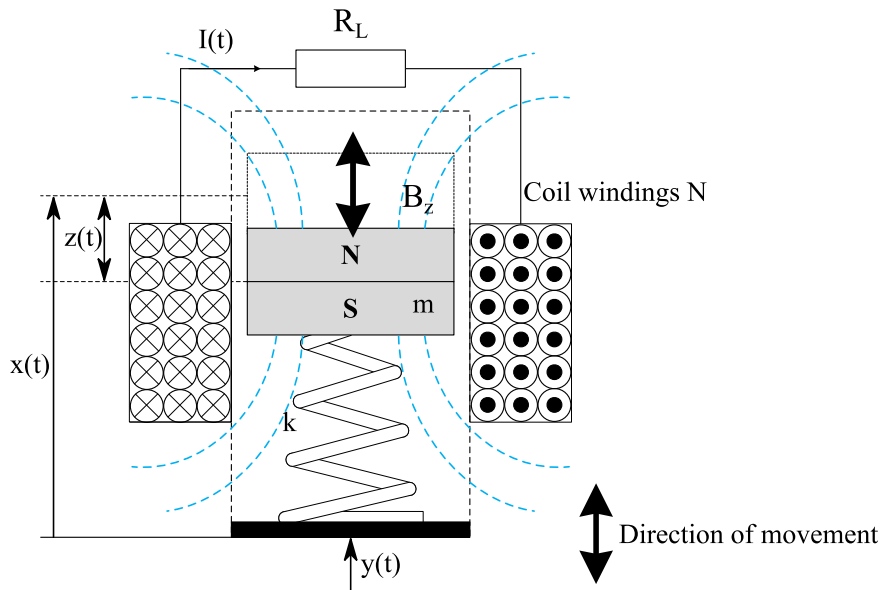 R_L
I(t)
B_z
Coil windings N
z(t)
N
S
m
x(t)
k
Direction of movement
y(t)